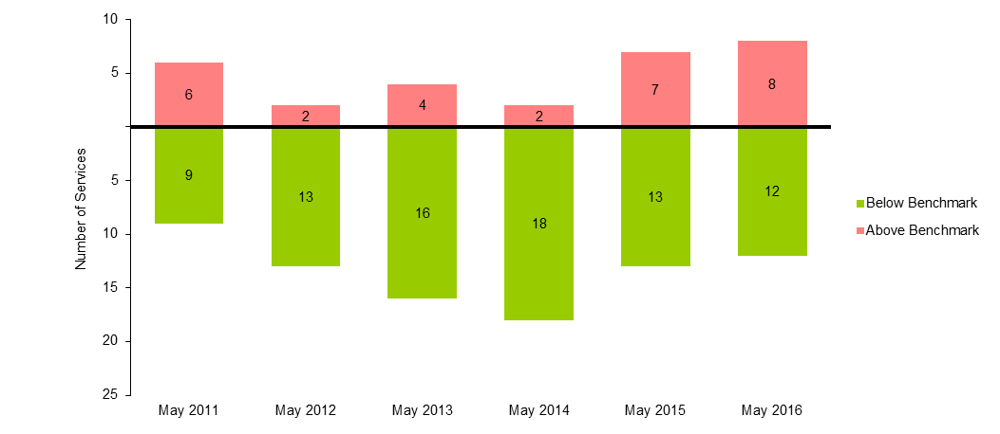 10
5
5
10
15
20
25
Number of Services
6
2
4
2
7
8
9
13
16
18
13
12
May 2011
May 2012
May 2013
May 2014
May 2015
May 2016
Below Benchmark
Above Benchmark